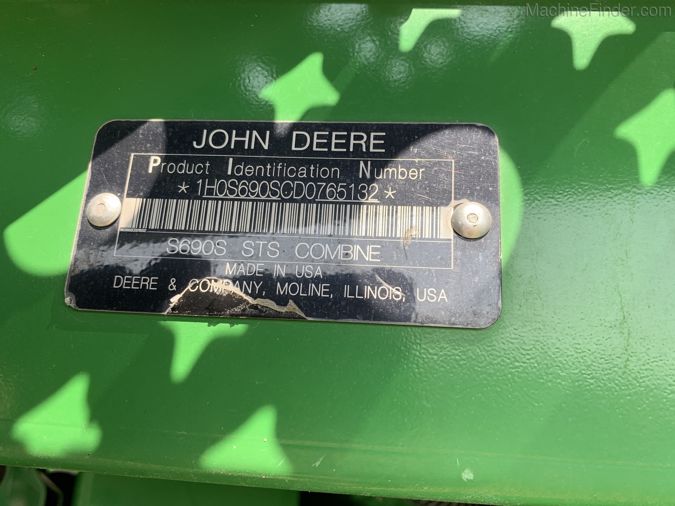 MachineFinder.com
JOHN DEERE
Product Identification Number
*1H0S690SCD0765132*
S690S STS COMBINE
MADE IN USA
DEERE & COMPANY, MOLINE, ILLINOIS, USA